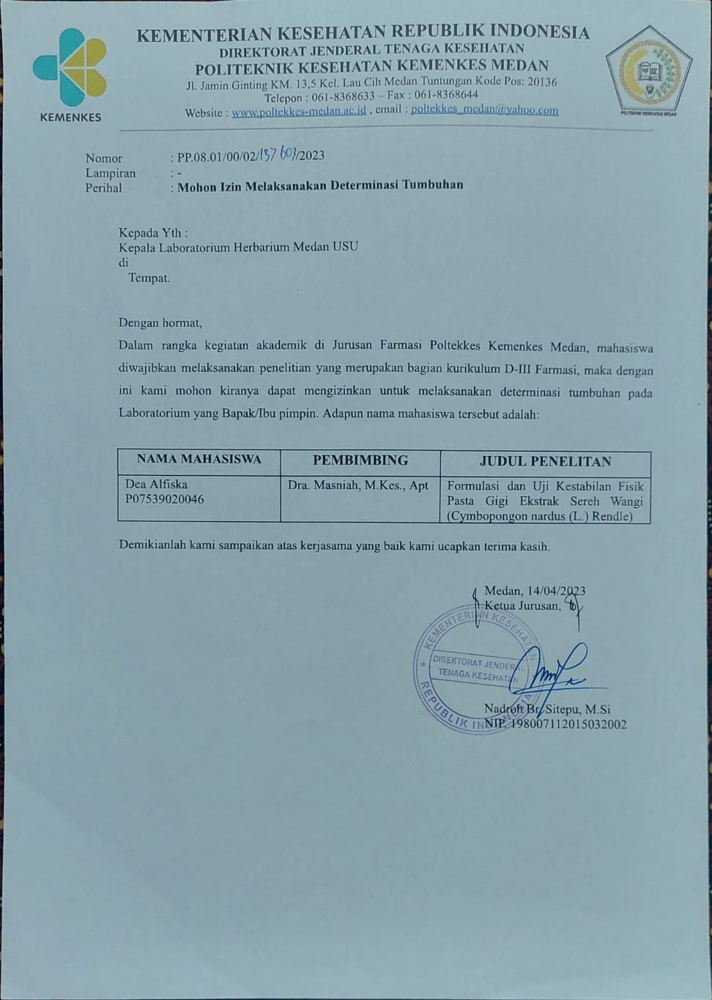 KEMENTERIAN KESEHATAN REPUBLIK INDONESIA
DIREKTORAT JENDERAL TENAGA KESEHATAN
POLITEKNIK KESEHATAN KEMENKES MEDAN
Jl. Jamin Ginting KM. 13,5 Kel. Lau Cih Medan Tuntungan Kode Pos: 20136
Telepon : 061-8368633 – Fax : 061-8368644
Website : www.poltekkes-medan.ac.id , email : poltekkes_medan@yahoo.com
KEMENKES
POLITEKNIK KESEHATAN MEDAN
Nomor : PP.08.01/00/02/137 603/2023
Lampiran : -
Perihal : Mohon Izin Melaksanakan Determinasi Tumbuhan
Kepada Yth :
Kepala Laboratorium Herbarium Medan USU
di
Tempat.
Dengan hormat,
Dalam rangka kegiatan akademik di Jurusan Farmasi Poltekkes Kemenkes Medan, mahasiswa
diwajibkan melaksanakan penelitian yang merupakan bagian kurikulum D-III Farmasi, maka dengan
ini kami mohon kiranya dapat mengizinkan untuk melaksanakan determinasi tumbuhan pada
Laboratorium yang Bapak/Ibu pimpin. Adapun nama mahasiswa tersebut adalah:
NAMA MAHASISWA PEMBIMBING JUDUL PENELITAN
Dea Alfiska Dra. Masniah, M.Kes., Apt Formulasi dan Uji Kestabilan Fisik
P07539020046 Pasta Gigi Ekstrak Sereh Wangi
(Cymbopongon nardus (L.) Rendle)
Demikianlah kami sampaikan atas kerjasama yang baik kami ucapkan terima kasih.
Medan, 14/04/2023
Ketua Jurusan,
KEMENTERIAN KESEHATAN
DIREKTORAT JENDERAL
TENAGA KESEHATAN
REPUBLIK INDONESIA
Nadroh Br. Sitepu, M.Si
NIP. 198007112015032002